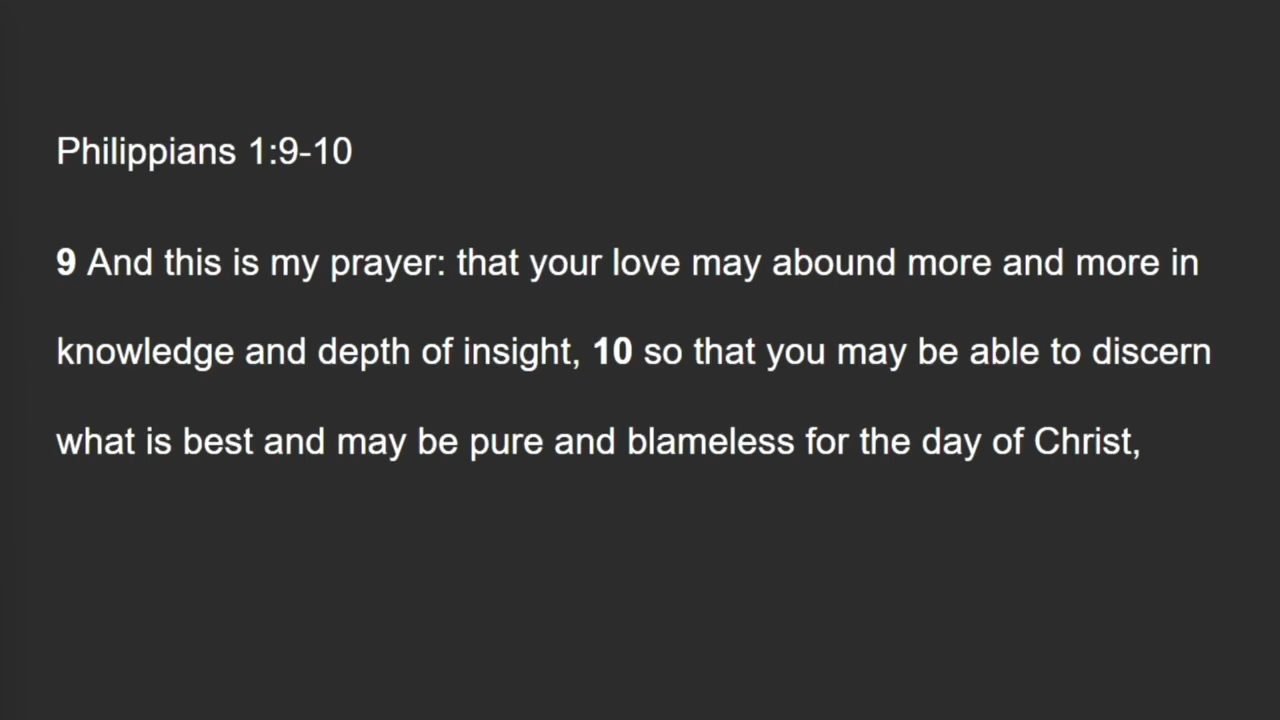 Philippians 1:9-10
9 And this is my prayer: that your love may abound more and more in
knowledge and depth of insight, 10 so that you may be able to discern
what is best and may be pure and blameless for the day of Christ,